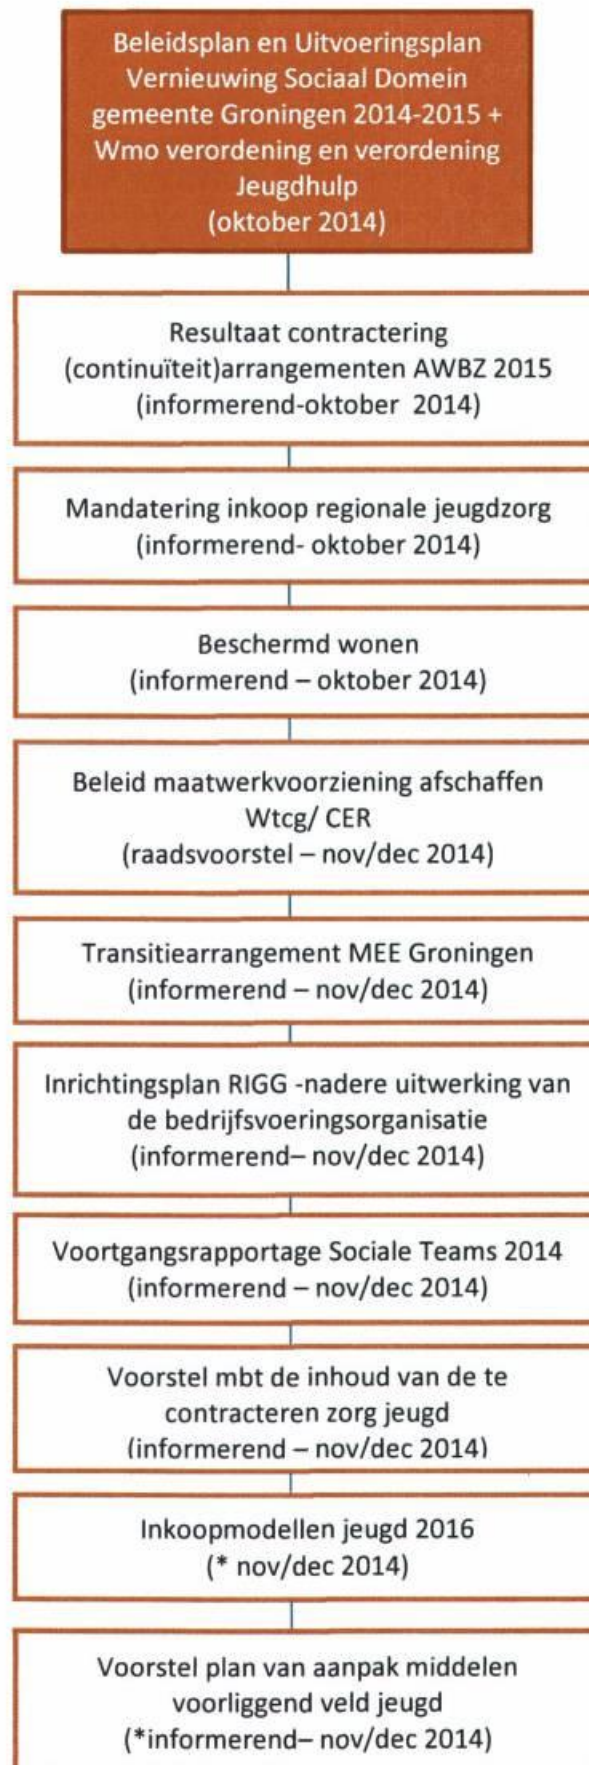 Beleidsplan en Uitvoeringsplan
Vernieuwing Sociaal Domein
gemeente Groningen 2014-2015 +
Wmo verordening en verordening
Jeugdhulp
(oktober 2014)
Resultaat contractering
(continuïteit)arrangementen AWBZ 2015
(informerend-oktober 2014)
Mandatering inkoop regionale jeugdzorg
(informerend- oktober 2014)
Beschermd wonen
(informerend – oktober 2014)
Beleid maatwerkvoorziening afschaffen
Wtcg/ CER
(raadsvoorstel – nov/dec 2014)
Transitiearrangement MEE Groningen
(informerend – nov/dec 2014)
Inrichtingsplan RIGG -nadere uitwerking van
de bedrijfsvoeringsorganisatie
(informerend– nov/dec 2014)
Voortgangsrapportage Sociale Teams 2014
(informerend – nov/dec 2014)
Voorstel mbt de inhoud van de te
contracteren zorg jeugd
(informerend – nov/dec 2014)
Inkoopmodellen jeugd 2016
(* nov/dec 2014)
Voorstel plan van aanpak middelen
voorliggend veld jeugd
(*informerend– nov/dec 2014)